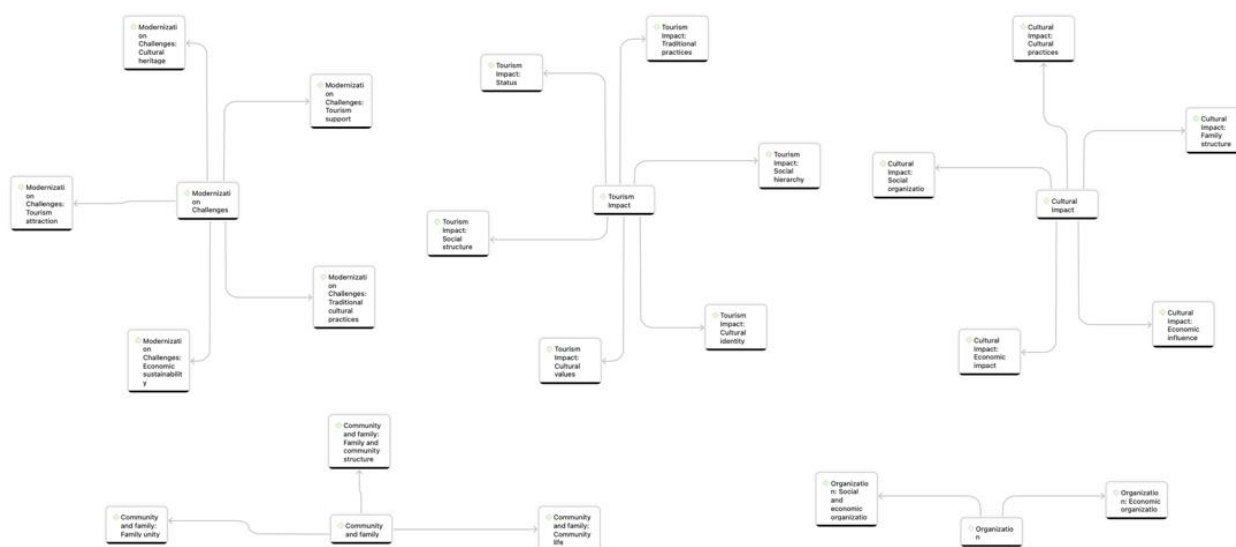 Modernizati
on
Challenges:
Cultural
heritage
Modernizati
on
Challenges:
Tourism
support
Modernizati
on
Challenges:
Tourism
attraction
Modernizati
on
Challenges
Modernizati
on
Challenges:
Traditional
cultural
practices
Modernizati
on
Challenges:
Economic
sustainabilit
y
Tourism
Impact:
Traditional
practices
Tourism
Impact:
Status
Tourism
Impact:
Social
hierarchy
Tourism
Impact
Tourism
Impact:
Social
structure
Tourism
Impact:
Cultural
identity
Tourism
Impact:
Cultural values
Cultural
Impact:
Cultural
practices
Cultural
Impact:
Family
structure
Cultural
Impact:
Social
organizatio
Cultural
Impact
Cultural
Impact:
Economic
influence
Cultural
Impact:
Economic
impact
Community
and family:
Family and
community
structure
Community
and family:
Family unity
Community
and family
Community
and family:
Community
life
Organizatio
n: Social
and
economic
organizatio
Organizatio
n: Economic
organizatio
Organizatio
n